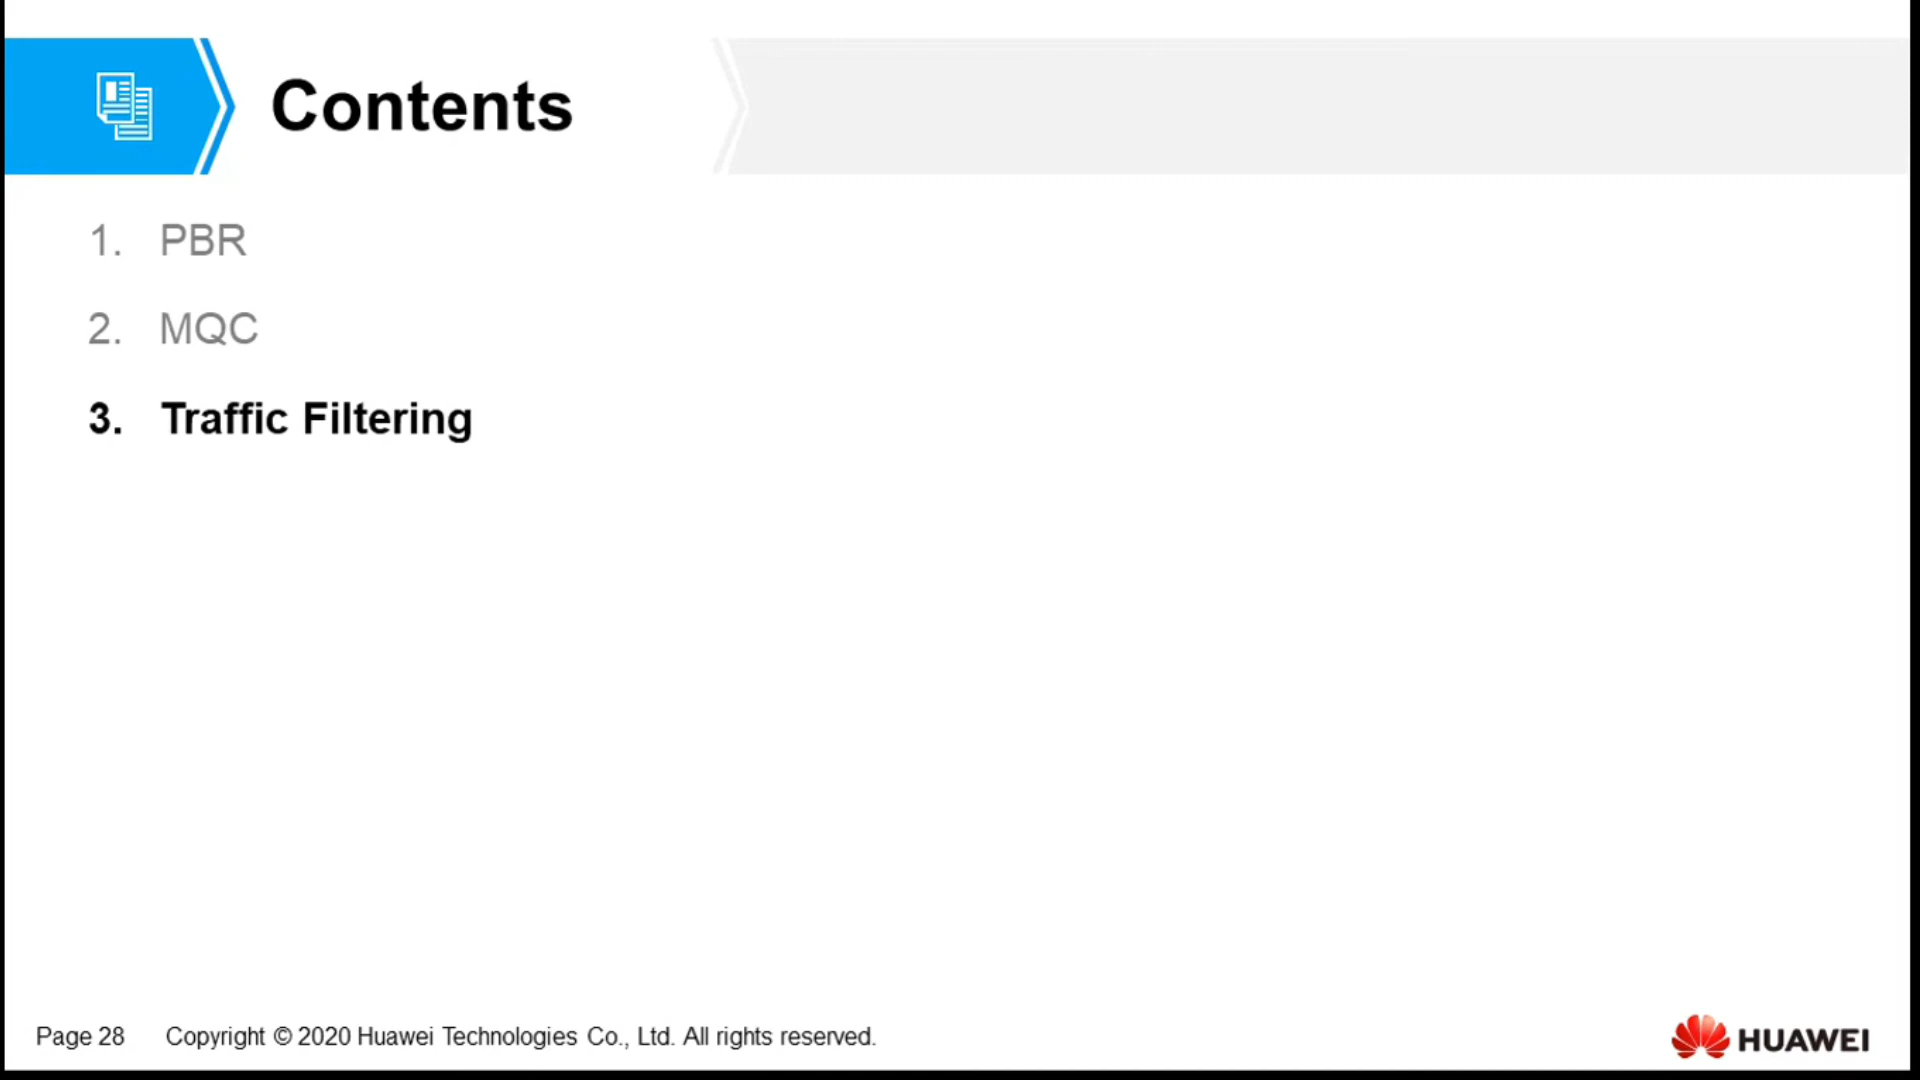 Contents
1. PBR
2. MQC
3. Traffic Filtering
Page 28 Copyright © 2020 Huawei Technologies Co., Ltd. All rights reserved.
HUAWEI